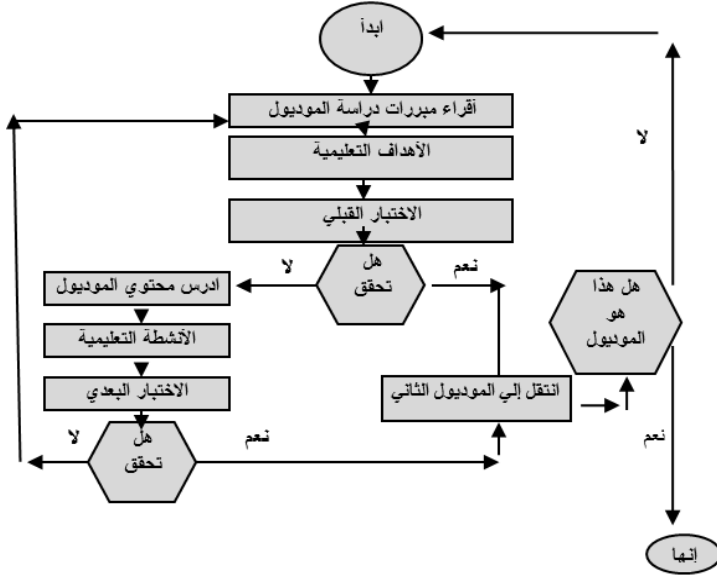 ابدأ
أقراء مبررات دراسة الموديول
الأهداف التعليمية
الاختبار القبلي
هل
تحقق
نعم
لا
ادرس محتوي الموديول
الأنشطة التعليمية
الاختبار البعدي
هل
تحقق
لا
نعم
انتقل إلي الموديول الثاني
هل هذا
هو
الموديول
لا
نعم
إنها